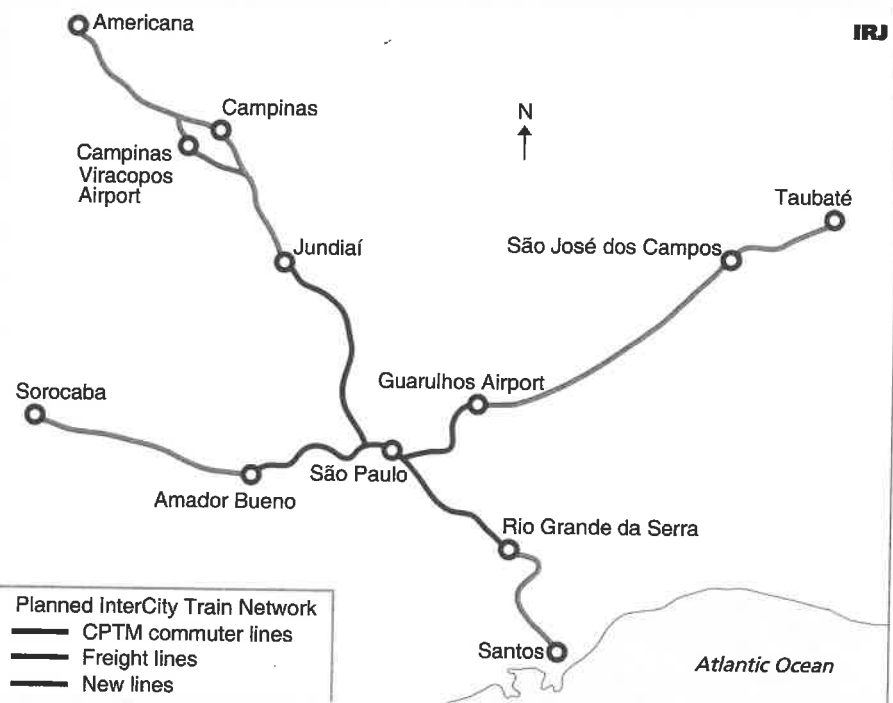 Americana
IRJ
Campinas
N
Campinas
Viracopos
Airport
Taubaté
Jundiaí
São José dos Campos
Guarulhos Airport
Sorocaba
São Paulo
Amador Bueno
Rio Grande da Serra
Planned InterCity Train Network
CPTM commuter lines
Freight lines
New lines
Santos
Atlantic Ocean